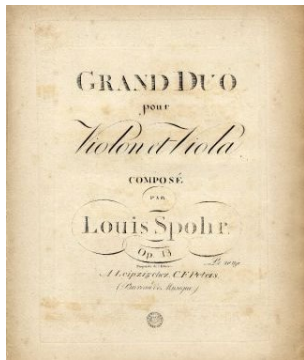 GRAND DUO
pour
Violon et Viola
COMPOSÉ
PAR
Louis Spohr.
Op. 13
A Leipzig chez C. F. Peters.
(Bureau de Musique)